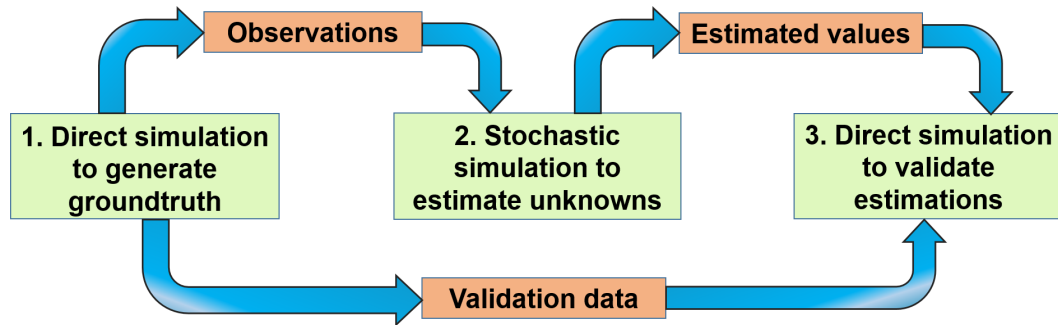 Observations
Estimated values
1. Direct simulation
to generate
groundtruth
2. Stochastic
simulation to
estimate unknowns
3. Direct simulation
to validate
estimations
Validation data